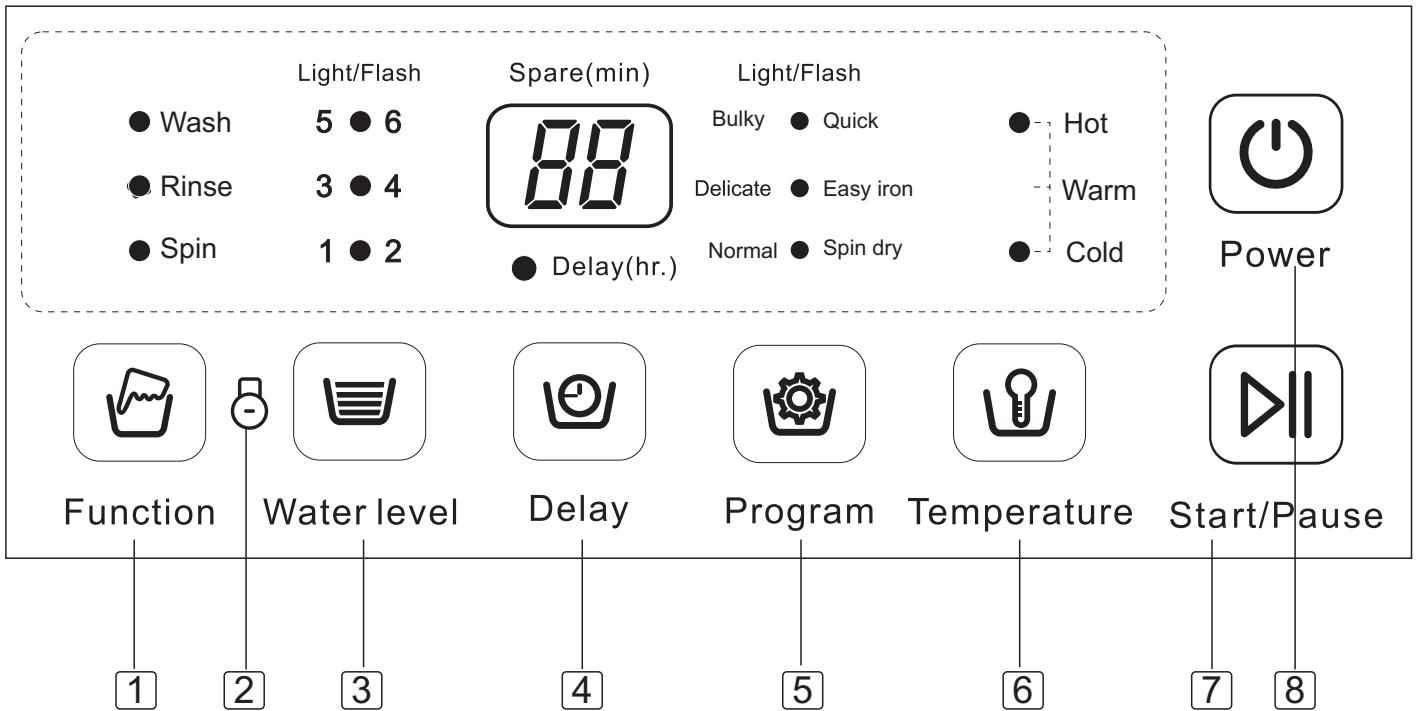 Light/Flash Spare(min) Light/Flash
Wash 5 6 88 Bulky Quick Hot
Rinse 3 4 Delicate Easy iron Warm
Spin 1 2 Delay(hr.) Normal Spin dry Cold
Power
Function Water level Delay Program Temperature Start/Pause
1 2 3 4 5 6 7 8